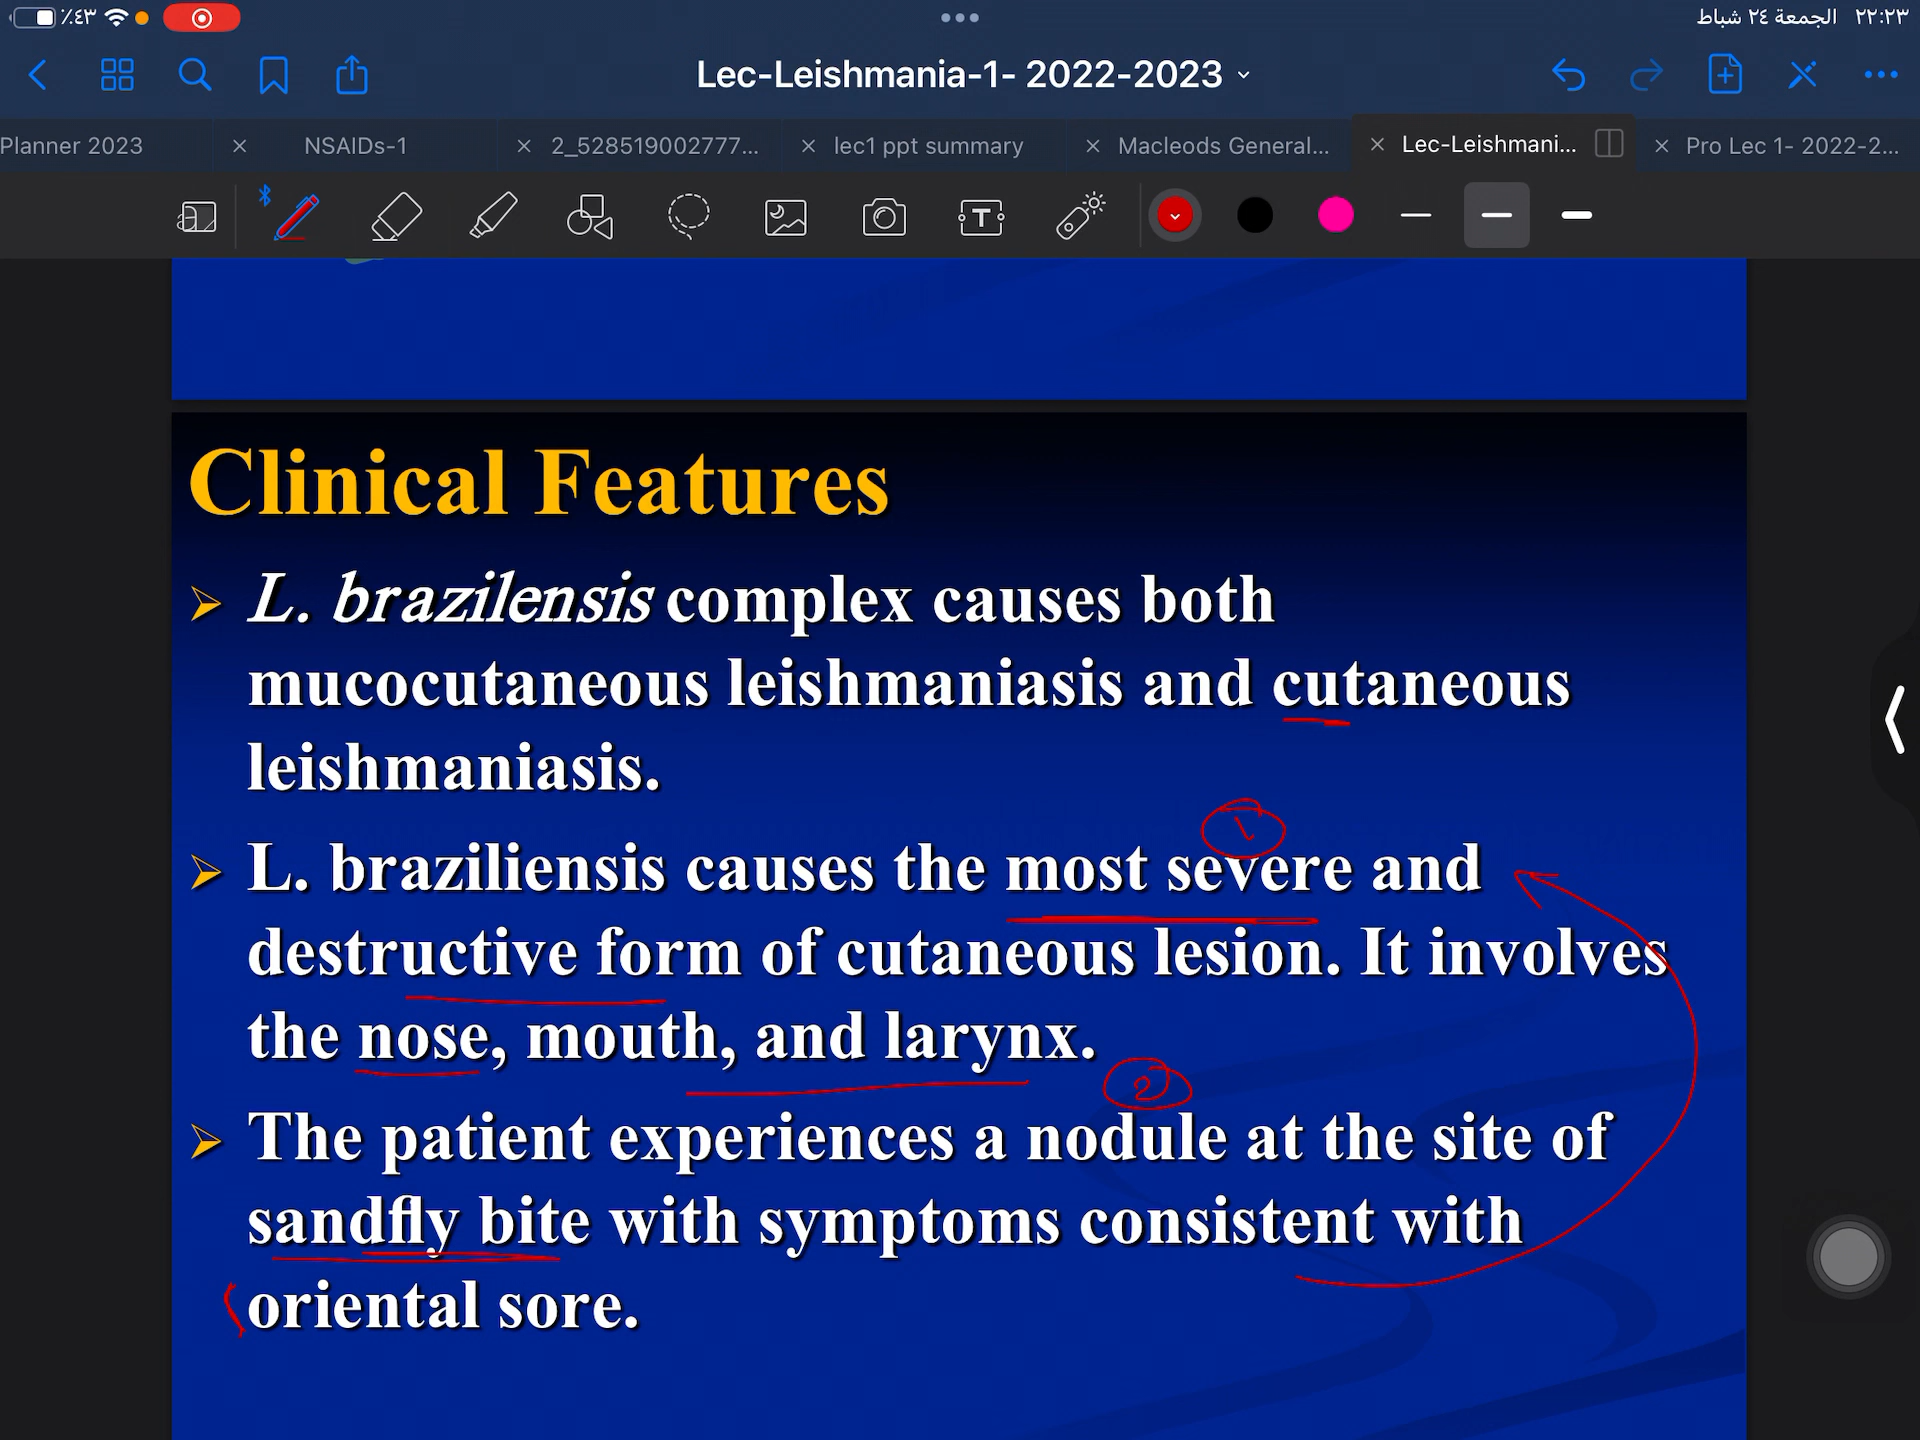 ٪٤٣
الجمعة ٢٤ شباط ٢٢:٢٣
Lec-Leishmania-1- 2022-2023
Planner 2023
NSAIDs-1
2_528519002777...
lec1 ppt summary
Macleods General...
Lec-Leishmani...
Pro Lec 1- 2022-2...
Clinical Features
L. brazilensis complex causes both
mucocutaneous leishmaniasis and cutaneous
leishmaniasis.
1
L. braziliensis causes the most severe and
destructive form of cutaneous lesion. It involves
the nose, mouth, and larynx.
2
The patient experiences a nodule at the site of
sandfly bite with symptoms consistent with
oriental sore.